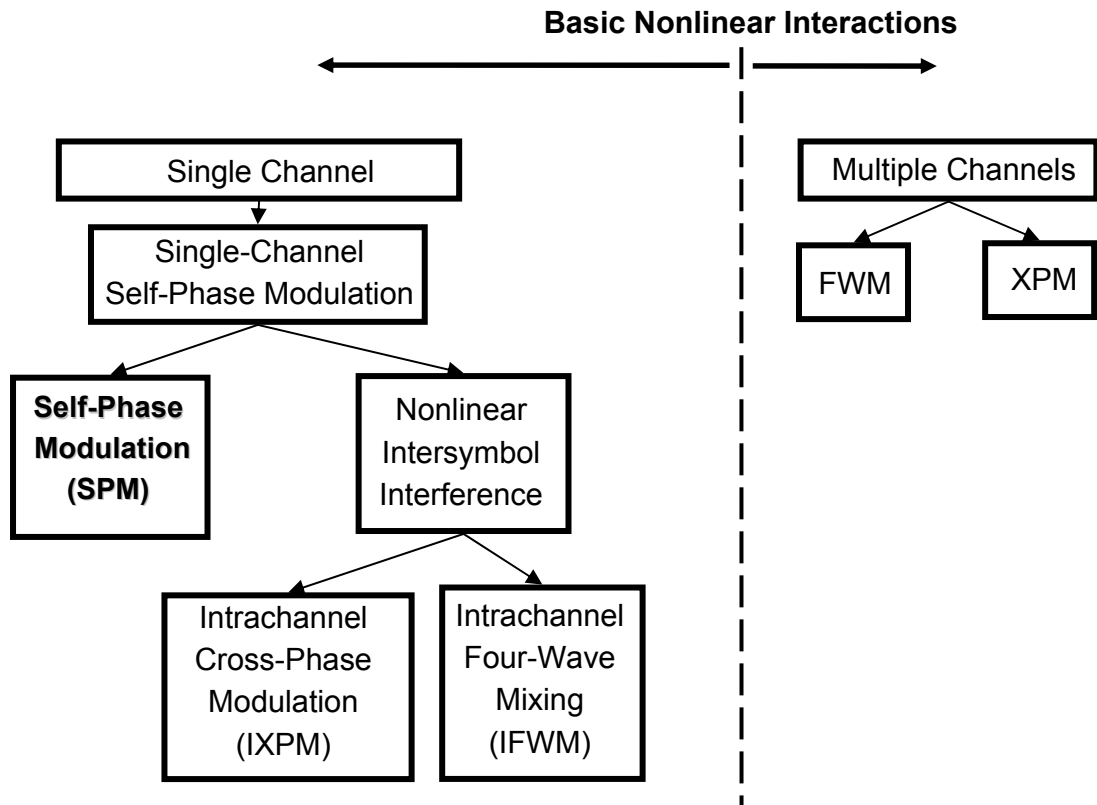 Basic Nonlinear Interactions
Single Channel
Single-Channel
Self-Phase Modulation
Self-Phase
Modulation
(SPM)
Nonlinear
Intersymbol
Interference
Intrachannel
Cross-Phase
Modulation
(IXPM)
Intrachannel
Four-Wave
Mixing
(IFWM)
Multiple Channels
FWM
XPM